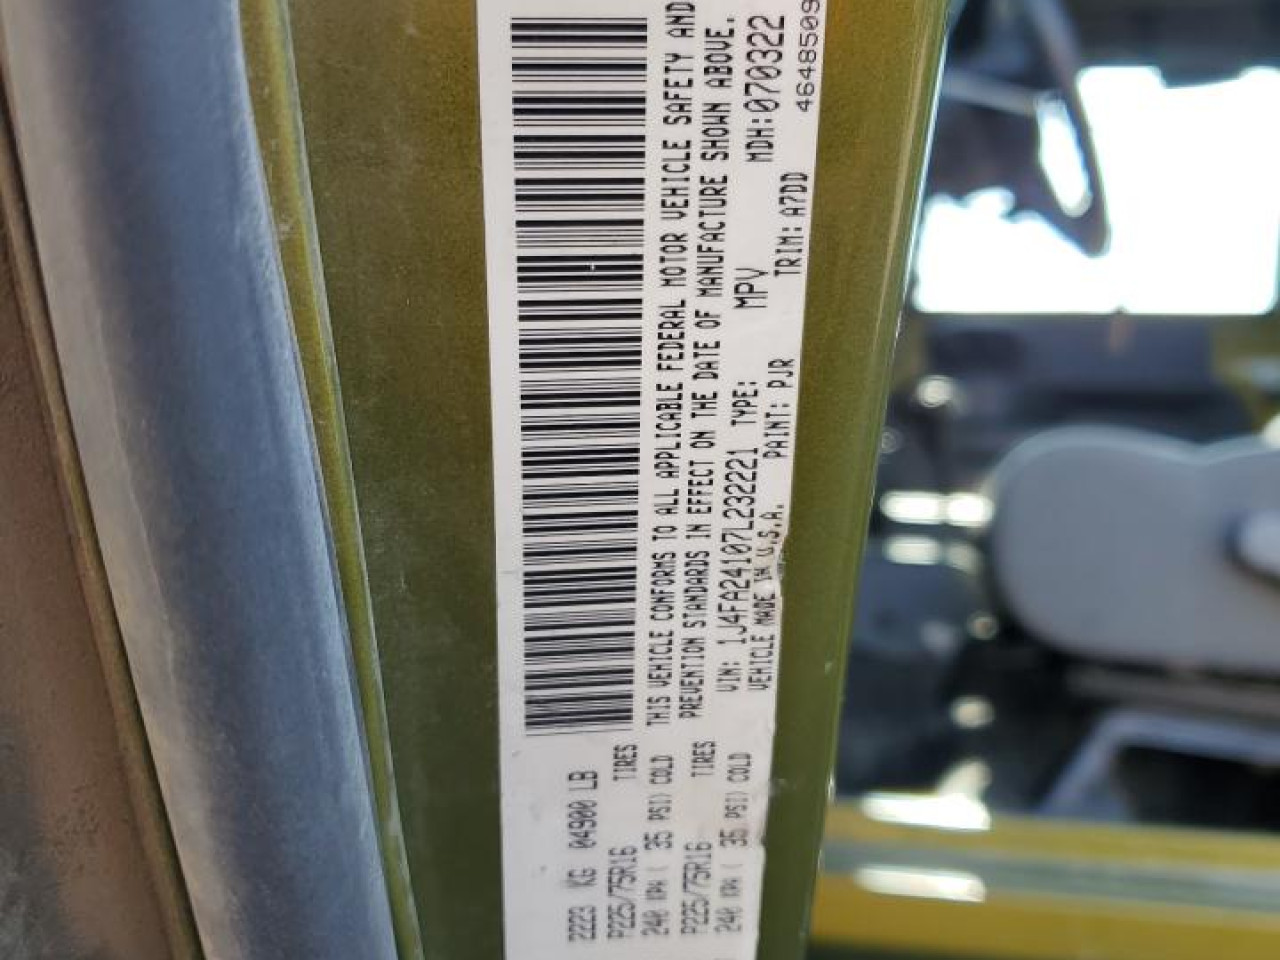 2223 KG 04900 LB
P225/75R16 TIRES
240 KPA ( 35 PSI) COLD
P225/75R16 TIRES
240 KPA ( 35 PSI) COLD
THIS VEHICLE CONFORMS TO ALL APPLICABLE FEDERAL MOTOR VEHICLE SAFETY AND
PREVENTION STANDARDS IN EFFECT ON THE DATE OF MANUFACTURE SHOWN ABOVE.
VIN: 1J4FA24107L232221 TYPE: MPV MDH:070322
VEHICLE MADE IN U.S.A. PAINT: PJR TRIM: A7DD
4648509